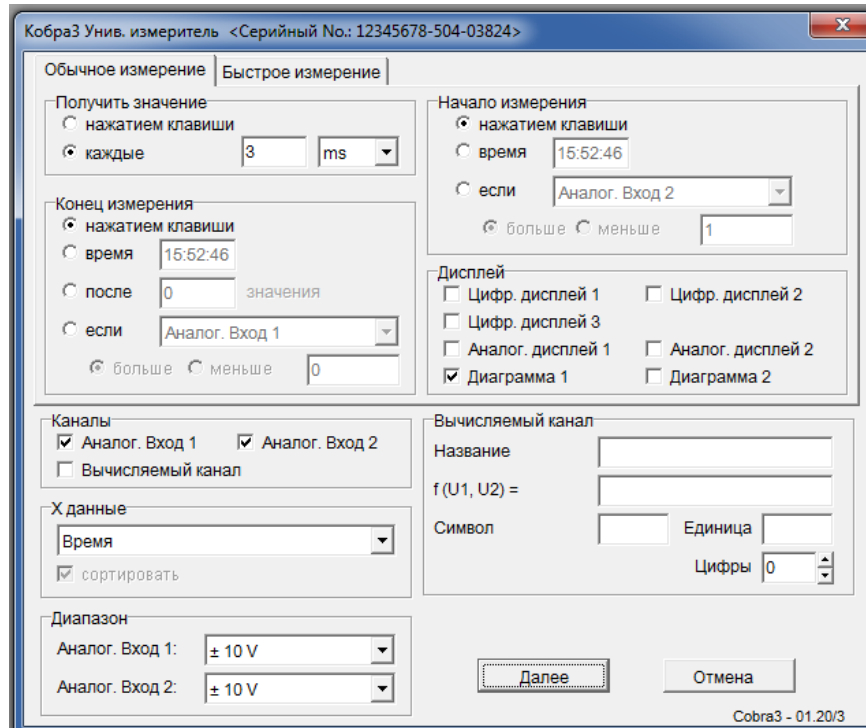 Кобра3 Унив. измеритель <Серийный No.: 12345678-504-03824>
Обычное измерение Быстрое измерение
Получить значение
нажатием клавиши
каждые 3 ms
Конец измерения
нажатием клавиши
время 15:52:46
после 0 значения
если Аналог. Вход 1
больше меньше 0
Начало измерения
нажатием клавиши
время 15:52:46
если Аналог. Вход 2
больше меньше 1
Дисплей
Цифр. дисплей 1 Цифр. дисплей 2
Цифр. дисплей 3
Аналог. дисплей 1 Аналог. дисплей 2
Диаграмма 1 Диаграмма 2
Каналы
Аналог. Вход 1 Аналог. Вход 2
Вычисляемый канал
X данные
Время
сортировать
Диапазон
Аналог. Вход 1: ± 10 V
Аналог. Вход 2: ± 10 V
Вычисляемый канал
Название
f (U1, U2) =
Символ Единица
Цифры 0
Далее Отмена
Cobra3 - 01.20/3